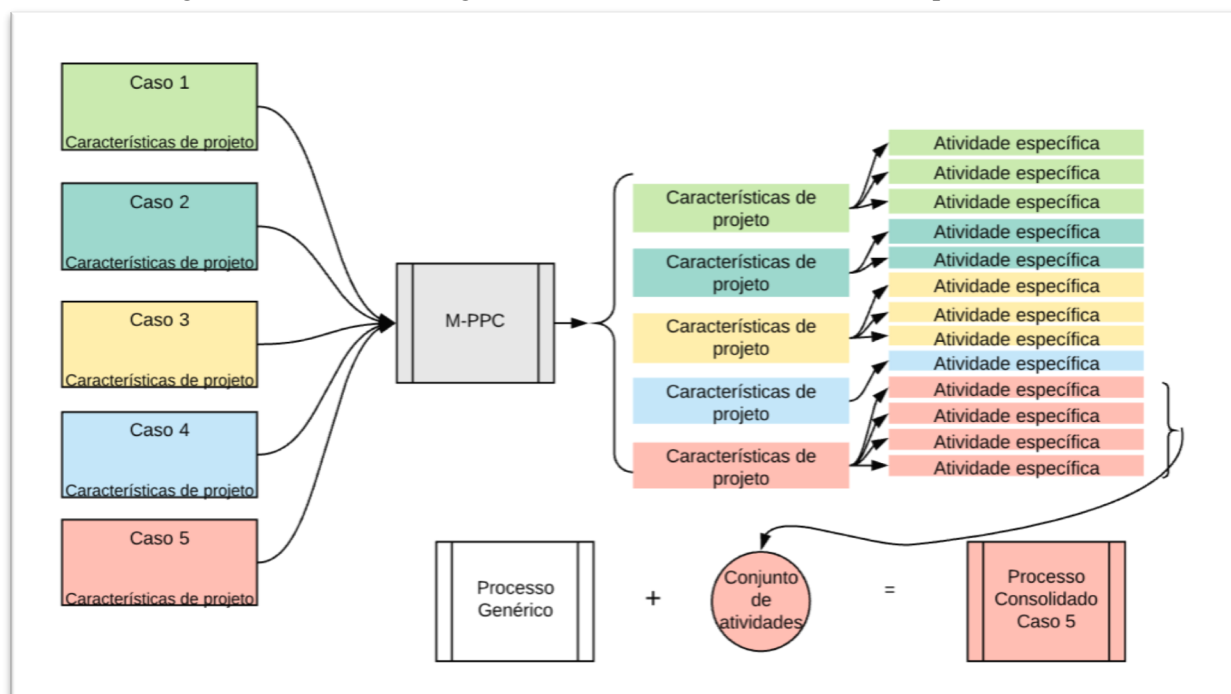 Caso 1
Características de projeto
Caso 2
Características de projeto
Caso 3
Características de projeto
Caso 4
Características de projeto
Caso 5
Características de projeto
M-PPC
Características de
projeto
Características de
projeto
Características de
projeto
Características de
projeto
Características de
projeto
Atividade específica
Atividade específica
Atividade específica
Atividade específica
Atividade específica
Atividade específica
Atividade específica
Atividade específica
Atividade específica
Atividade específica
Atividade específica
Atividade específica
Atividade específica
Processo
Genérico
+
Conjunto
de
atividades
=
Processo
Consolidado
Caso 5